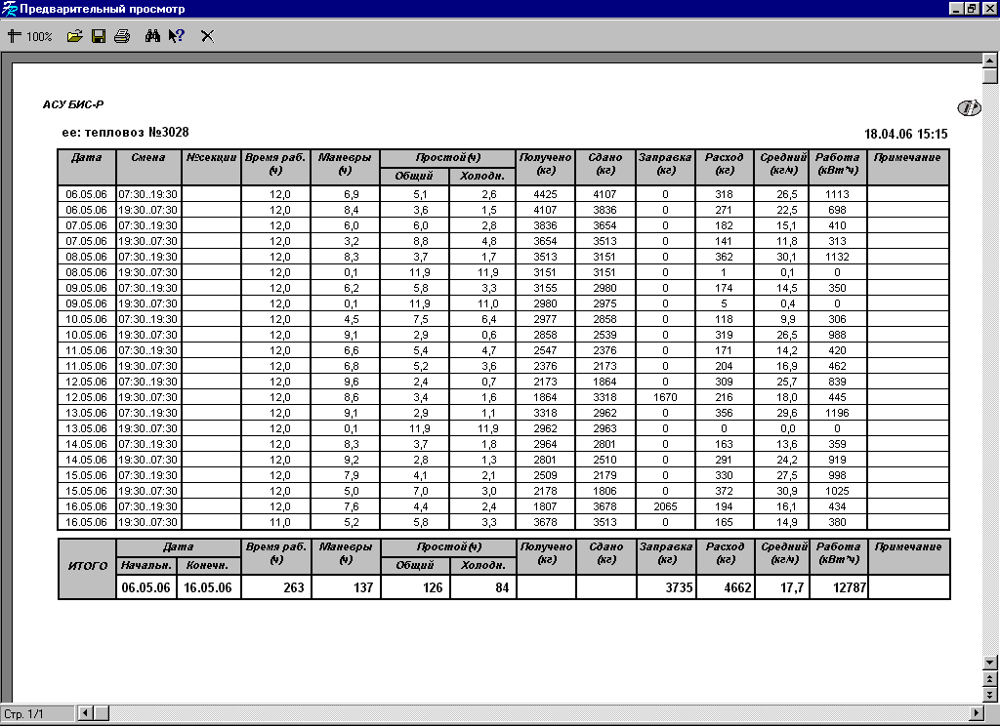 Предварительный просмотр
100%
АСУ БИС-Р
ее: тепловоз №3028
18.04.06 15:15
Дата Смена №секции Время раб. (ч) Маневры (ч) Простой(ч) Получено (кг) Сдано (кг) Заправка (кг) Расход (кг) Средний (кг/ч) Работа (кВт*ч) Примечание
Общий Холодн.
06.05.06 07:30..19:30 12,0 6,9 5,1 2,6 4425 4107 0 318 26,5 1113
06.05.06 19:30..07:30 12,0 8,4 3,6 1,5 4107 3836 0 271 22,5 698
07.05.06 07:30..19:30 12,0 6,0 6,0 2,8 3836 3654 0 182 15,1 410
07.05.06 19:30..07:30 12,0 3,2 8,8 4,8 3654 3513 0 141 11,8 313
08.05.06 07:30..19:30 12,0 8,3 3,7 1,7 3513 3151 0 362 30,1 1132
08.05.06 19:30..07:30 12,0 0,1 11,9 11,9 3151 3151 0 1 0,1 0
09.05.06 07:30..19:30 12,0 6,2 5,8 3,3 3155 2980 0 174 14,5 350
09.05.06 19:30..07:30 12,0 0,1 11,9 11,0 2980 2975 0 5 0,4 0
10.05.06 07:30..19:30 12,0 4,5 7,5 6,4 2977 2858 0 118 9,9 306
10.05.06 19:30..07:30 12,0 9,1 2,9 0,6 2858 2539 0 319 26,5 988
11.05.06 07:30..19:30 12,0 6,6 5,4 4,7 2547 2376 0 171 14,2 420
11.05.06 19:30..07:30 12,0 6,8 5,2 3,6 2376 2173 0 204 16,9 462
12.05.06 07:30..19:30 12,0 9,6 2,4 0,7 2173 1864 0 309 25,7 839
12.05.06 19:30..07:30 12,0 8,6 3,4 1,6 1864 3318 1670 216 18,0 445
13.05.06 07:30..19:30 12,0 9,1 2,9 1,1 3318 2962 0 356 29,6 1196
13.05.06 19:30..07:30 12,0 0,1 11,9 11,9 2962 2963 0 0 0,0 0
14.05.06 07:30..19:30 12,0 8,3 3,7 1,8 2964 2801 0 163 13,6 359
14.05.06 19:30..07:30 12,0 9,2 2,8 1,3 2801 2510 0 291 24,2 919
15.05.06 07:30..19:30 12,0 7,9 4,1 2,1 2509 2179 0 330 27,5 998
15.05.06 19:30..07:30 12,0 5,0 7,0 3,0 2178 1806 0 372 30,9 1025
16.05.06 07:30..19:30 12,0 7,6 4,4 2,4 1807 3678 2065 194 16,1 434
16.05.06 19:30..07:30 11,0 5,2 5,8 3,3 3678 3513 0 165 14,9 380
ИТОГО Дата Время раб. (ч) Маневры (ч) Простой(ч) Получено (кг) Сдано (кг) Заправка (кг) Расход (кг) Средний (кг/ч) Работа (кВт*ч) Примечание
Начальн. Конечн. Общий Холодн.
06.05.06 16.05.06 263 137 126 84 3735 4662 17,7 12787
Стр. 1/1